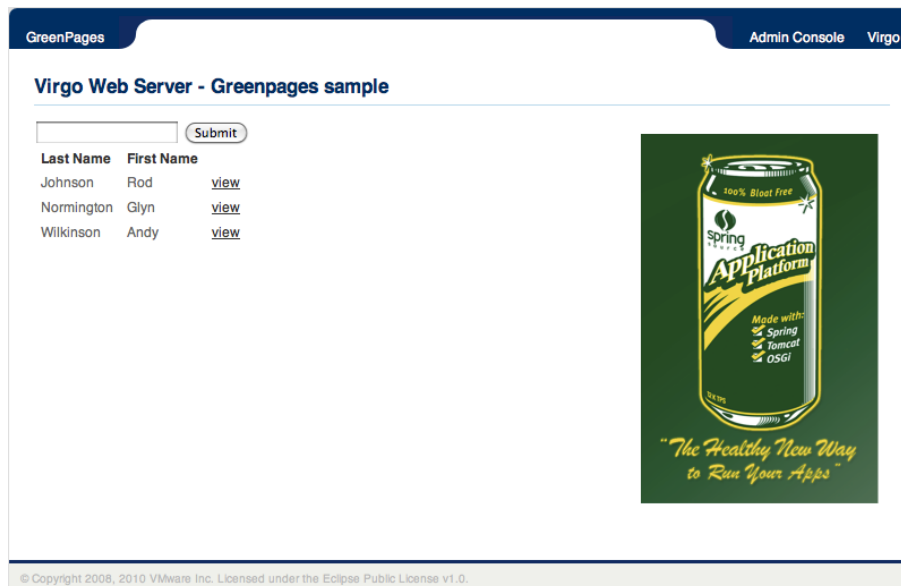 GreenPages Admin Console Virgo
Virgo Web Server - Greenpages sample
Submit
Last Name First Name
Johnson Rod view
Normington Glyn view
Wilkinson Andy view
100% Bloat Free
spring
source
Application
Platform
Made with:
Spring
Tomcat
OSGi
12 X TPS
"The Healthy New Way
to Run Your Apps"
© Copyright 2008, 2010 VMware Inc. Licensed under the Eclipse Public License v1.0.